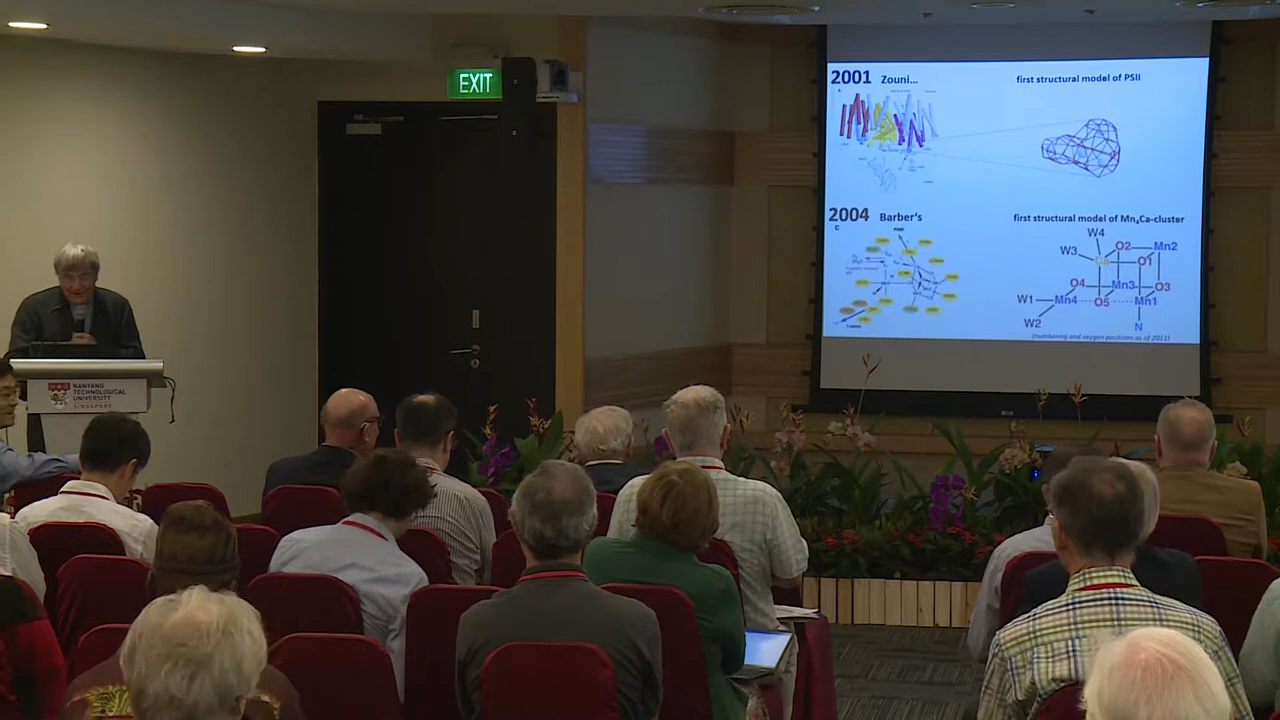 EXIT
2001 Zouni...
first structural model of PSII
2004 Barber's
first structural model of Mn₄Ca-cluster
C
W4
W3
O2
Mn2
Ca
O1
O4
Mn3
O3
W1
Mn4
O5
Mn1
W2
N
(numbering and oxygen positions as of 2011)
NANYANG
TECHNOLOGICAL
UNIVERSITY
SINGAPORE